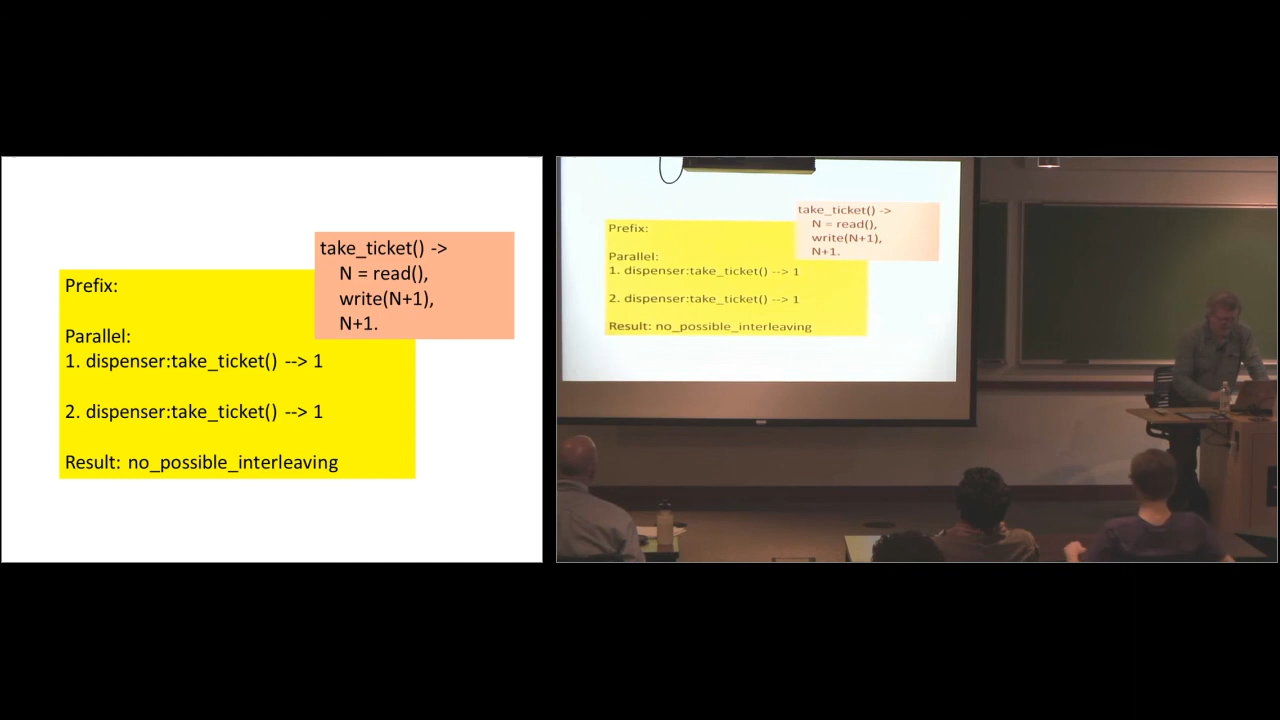 take_ticket() ->
N = read(),
write(N+1),
N+1.
Prefix:
Parallel:
1. dispenser:take_ticket() --> 1
2. dispenser:take_ticket() --> 1
Result: no_possible_interleaving
take_ticket() ->
N = read(),
write(N+1),
N+1.
Prefix:
Parallel:
1. dispenser:take_ticket() --> 1
2. dispenser:take_ticket() --> 1
Result: no_possible_interleaving